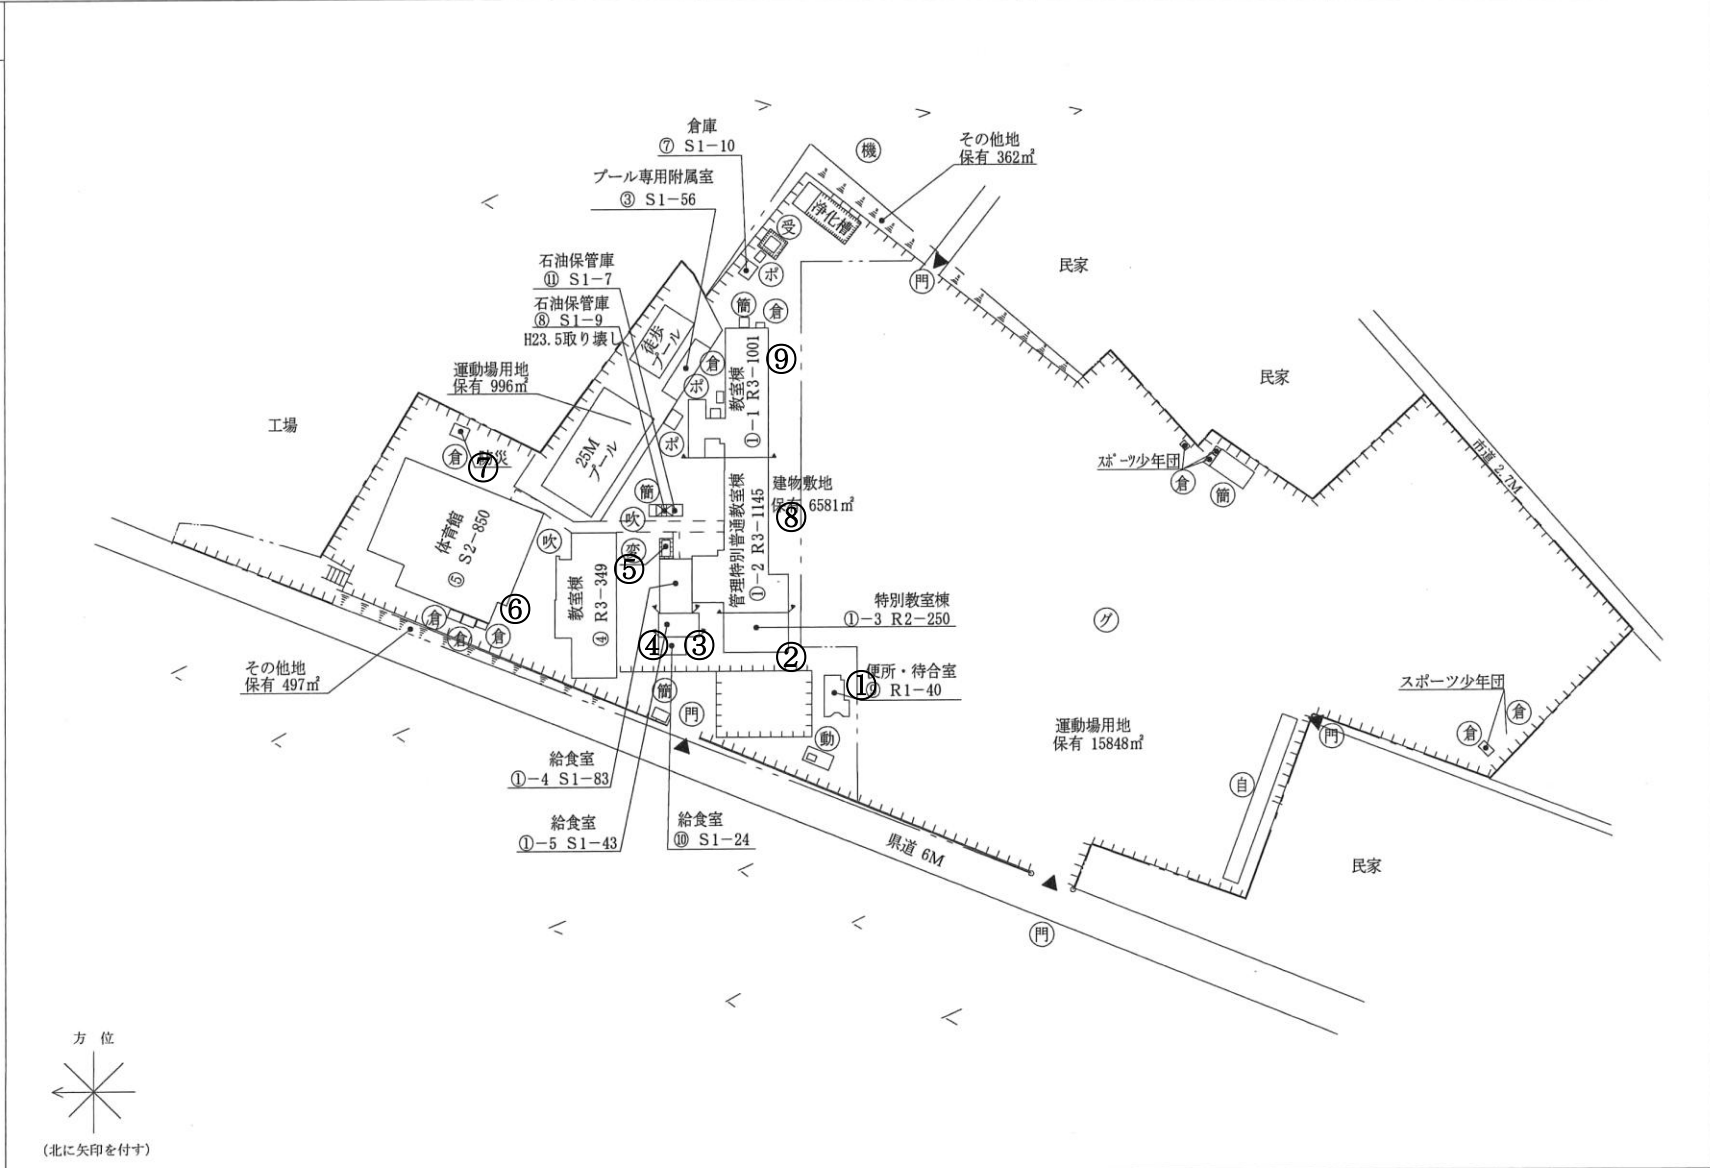 倉庫
⑦ S1-10
機
その他地
保有 362㎡
プール専用附属室
③ S1-56
浄化槽
受
ポ
石油保管庫
⑪ S1-7
石油保管庫
⑧ S1-9
H23.5取り壊し
簡
倉
門
民家
徒歩
プール
運動場用地
保有 996㎡
倉
ポ
教室棟
①-1 R3-1001
⑨
民家
工場
25M
プール
ポ
倉
⑦
災
市道 2.7M
スポーツ少年団
倉
簡
建物敷地
保有 6581㎡
⑧
管理特別普通教室棟
①-2 R3-1145
簡
吹
吹
体育館
⑤ S2-850
変
⑤
教室棟
④ R3-349
⑥
倉
倉
倉
特別教室棟
①-3 R2-250
グ
④
③
②
その他地
保有 497㎡
便所・待合室
①
⑨ R1-40
簡
門
動
運動場用地
保有 15848㎡
スポーツ少年団
倉
倉
門
自
給食室
①-4 S1-83
給食室
①-5 S1-43
給食室
⑩ S1-24
県道 6M
民家
門
方 位
(北に矢印を付す)